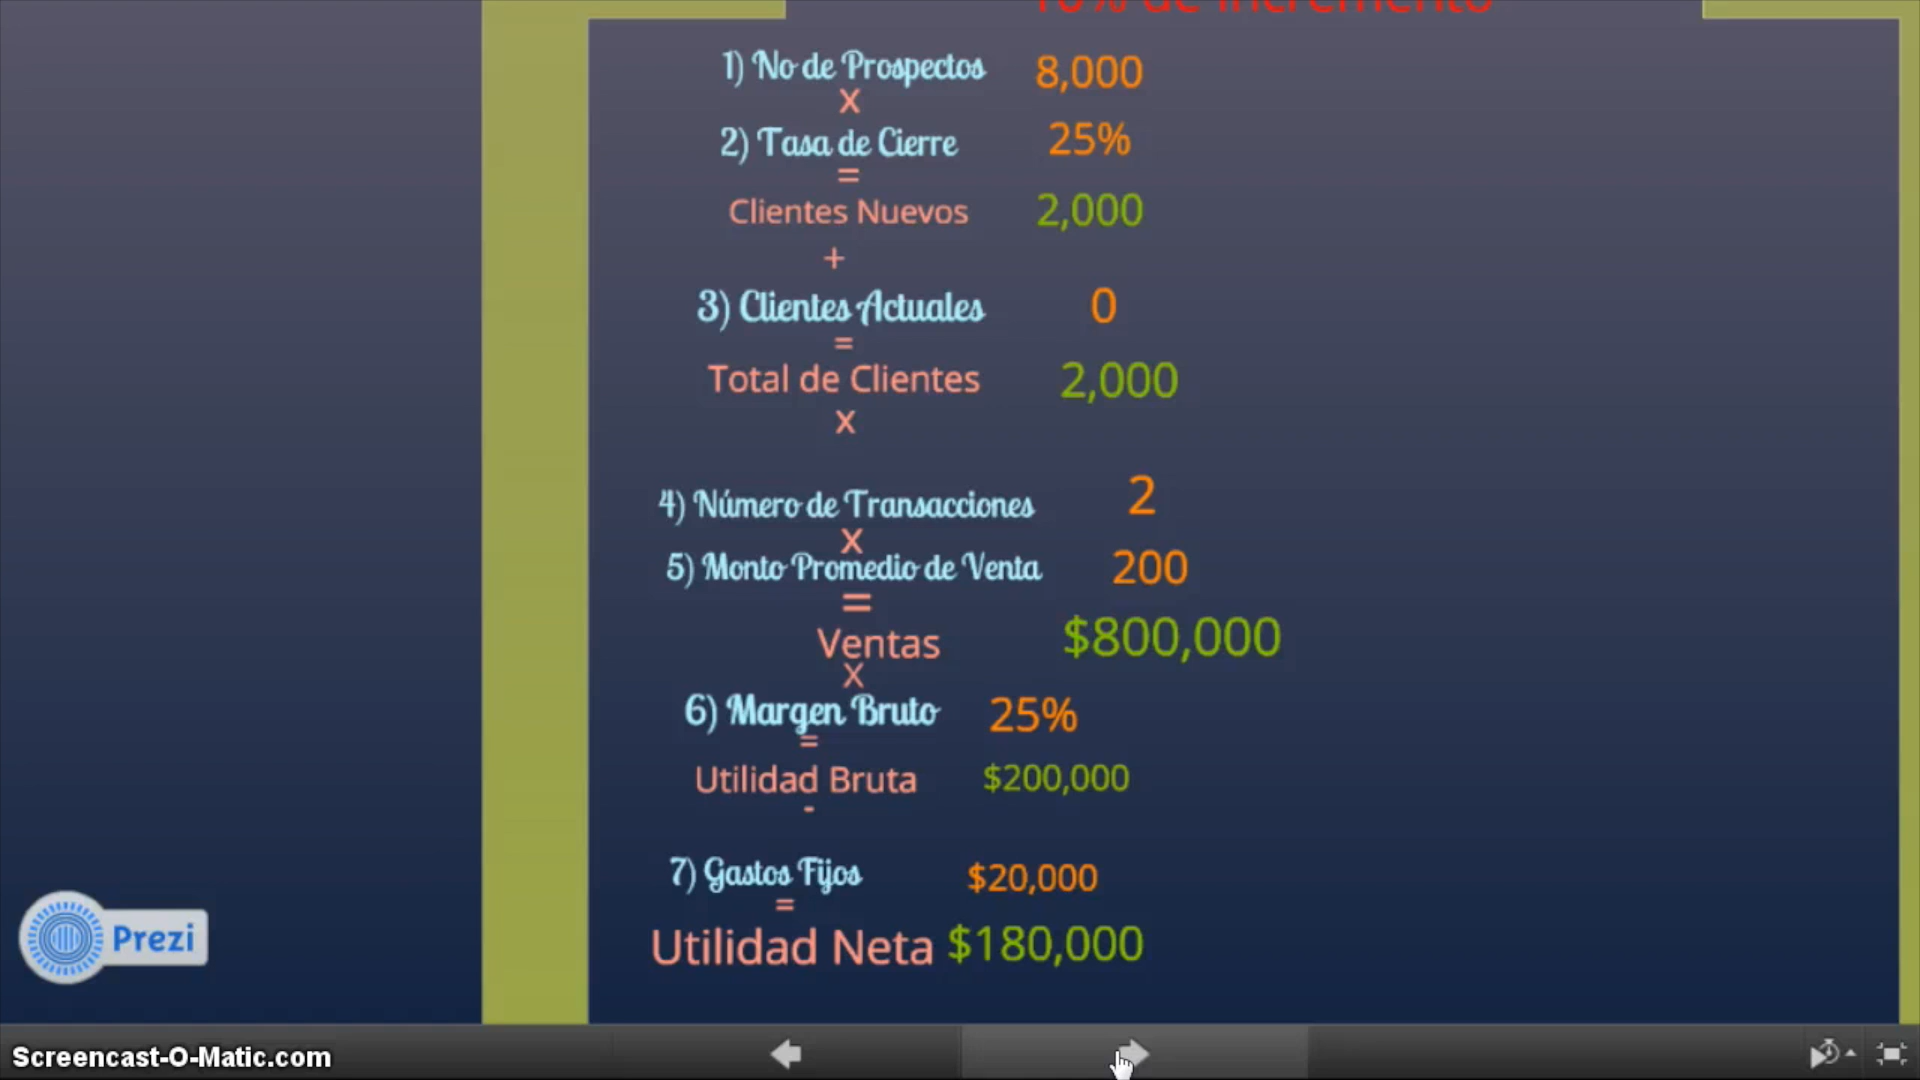 10% de Incremento
1) No de Prospectos 8,000
X
2) Tasa de Cierre 25%
=
Clientes Nuevos 2,000
+
3) Clientes Actuales 0
=
Total de Clientes 2,000
X
4) Número de Transacciones 2
X
5) Monto Promedio de Venta 200
=
Ventas $800,000
X
6) Margen Bruto 25%
=
Utilidad Bruta $200,000
-
7) Gastos Fijos $20,000
=
Utilidad Neta $180,000
Prezi
Screencast-O-Matic.com